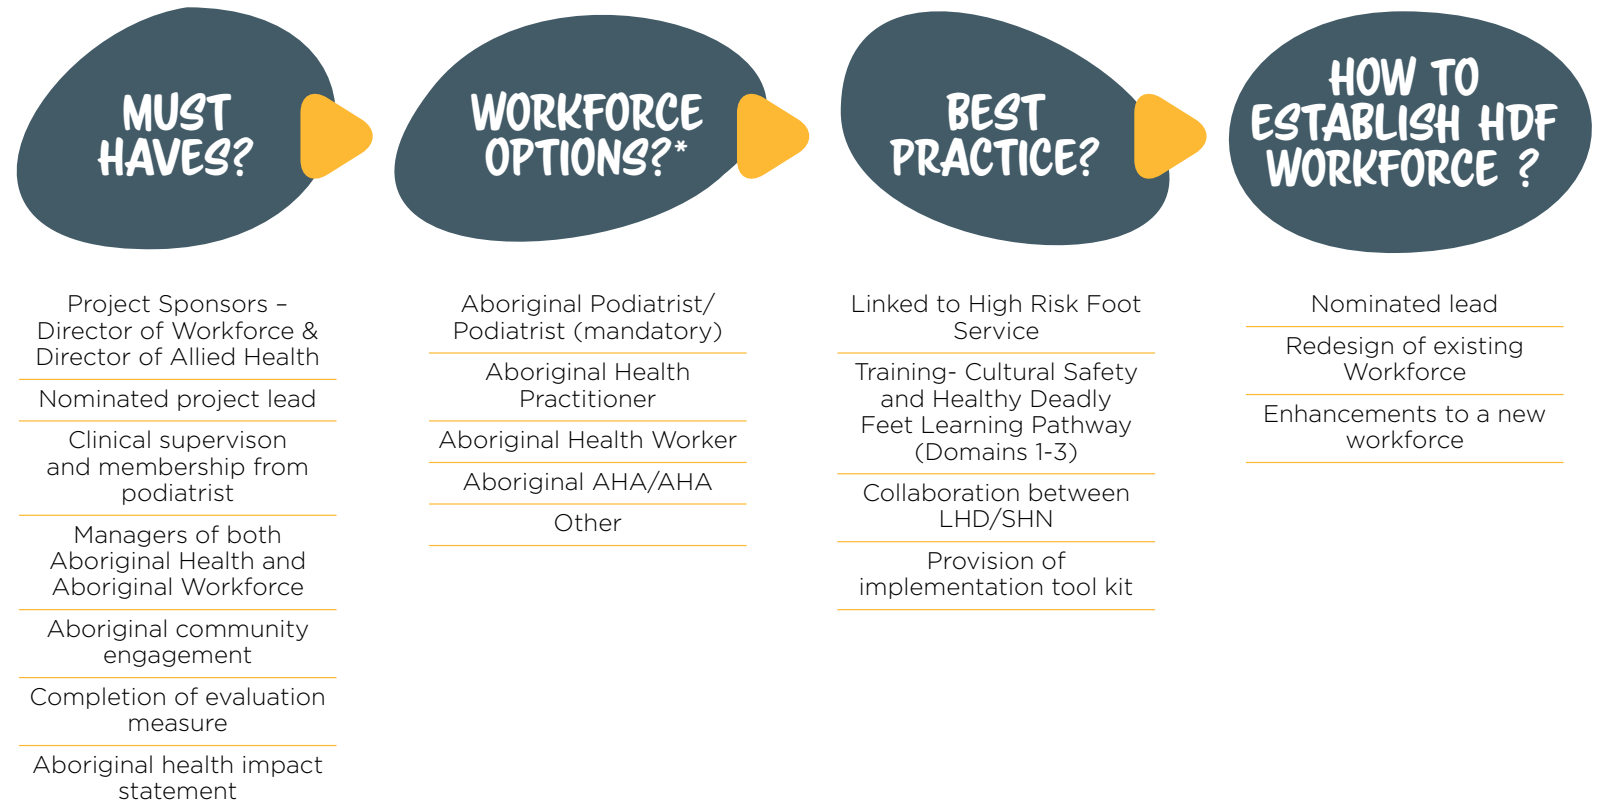 MUST
HAVES?
WORKFORCE
OPTIONS?*
BEST
PRACTICE?
HOW TO
ESTABLISH HDF
WORKFORCE ?
Project Sponsors –
Director of Workforce &
Director of Allied Health
Nominated project lead
Clinical supervison
and membership from
podiatrist
Managers of both
Aboriginal Health and
Aboriginal Workforce
Aboriginal community
engagement
Completion of evaluation
measure
Aboriginal health impact
statement
Aboriginal Podiatrist/
Podiatrist (mandatory)
Aboriginal Health
Practitioner
Aboriginal Health Worker
Aboriginal AHA/AHA
Other
Linked to High Risk Foot
Service
Training- Cultural Safety
and Healthy Deadly
Feet Learning Pathway
(Domains 1-3)
Collaboration between
LHD/SHN
Provision of
implementation tool kit
Nominated lead
Redesign of existing
Workforce
Enhancements to a new
workforce